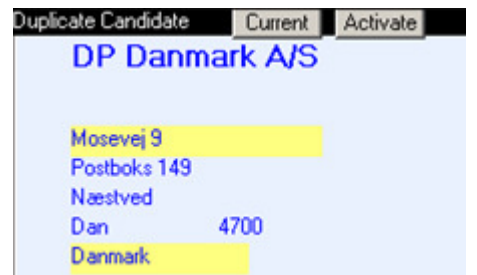 Duplicate Candidate Current Activate
DP Danmark A/S
Mosevej 9
Postboks 149
Næstved
Dan 4700
Danmark